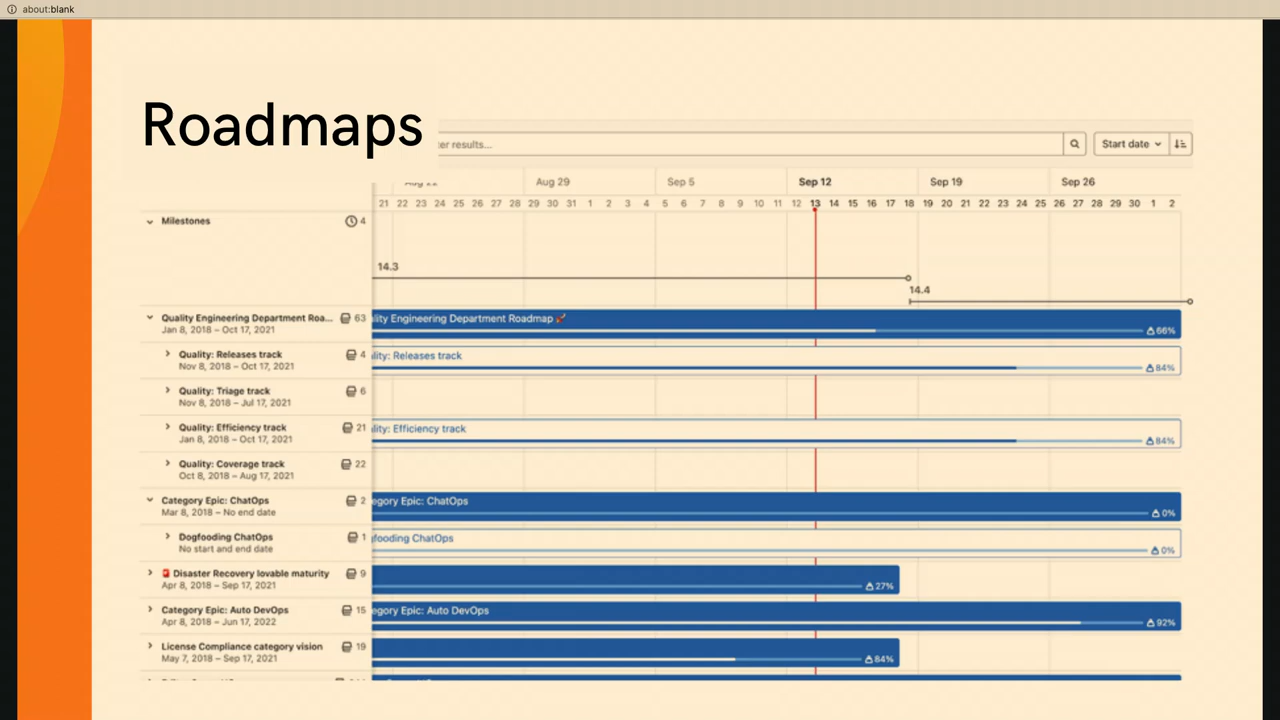 about:blank
Roadmaps
ter results...
Start date
Aug 22 Aug 29 Sep 5 Sep 12 Sep 19 Sep 26
21 22 23 24 25 26 27 28 29 30 31 1 2 3 4 5 6 7 8 9 10 11 12 13 14 15 16 17 18 19 20 21 22 23 24 25 26 27 28 29 30 1 2
Milestones 4
14.3
14.4
Quality Engineering Department Roa... 63
Jan 8, 2018 – Oct 17, 2021
lity Engineering Department Roadmap
66%
Quality: Releases track 4
Nov 8, 2018 – Oct 17, 2021
lity: Releases track
84%
Quality: Triage track 6
Nov 8, 2018 – Jul 17, 2021
Quality: Efficiency track 21
Jan 8, 2018 – Oct 17, 2021
lity: Efficiency track
84%
Quality: Coverage track 22
Oct 8, 2018 – Aug 17, 2021
Category Epic: ChatOps 2
Mar 8, 2018 – No end date
egory Epic: ChatOps
0%
Dogfooding ChatOps 1
No start and end date
gfooding ChatOps
0%
Disaster Recovery lovable maturity 9
Apr 8, 2018 – Sep 17, 2021
27%
Category Epic: Auto DevOps 15
Apr 8, 2018 – Jun 17, 2022
egory Epic: Auto DevOps
92%
License Compliance category vision 19
May 7, 2018 – Sep 17, 2021
84%